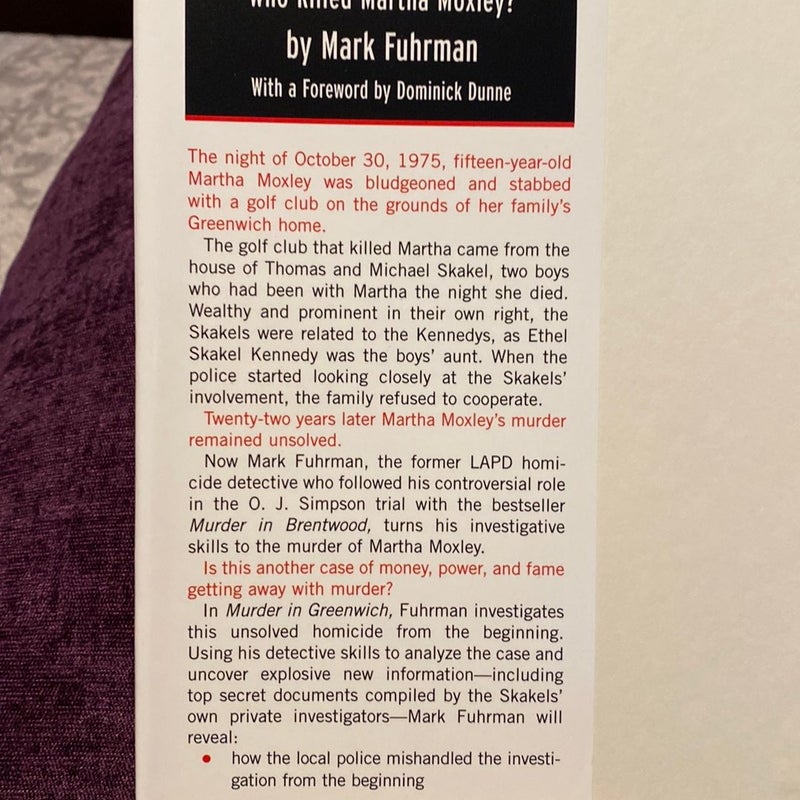 who killed Martha Moxley?
by Mark Fuhrman
With a Foreword by Dominick Dunne
The night of October 30, 1975, fifteen-year-old
Martha Moxley was bludgeoned and stabbed
with a golf club on the grounds of her family's
Greenwich home.
The golf club that killed Martha came from the
house of Thomas and Michael Skakel, two boys
who had been with Martha the night she died.
Wealthy and prominent in their own right, the
Skakels were related to the Kennedys, as Ethel
Skakel Kennedy was the boys' aunt. When the
police started looking closely at the Skakels'
involvement, the family refused to cooperate.
Twenty-two years later Martha Moxley's murder
remained unsolved.
Now Mark Fuhrman, the former LAPD homi-
cide detective who followed his controversial role
in the O. J. Simpson trial with the bestseller
Murder in Brentwood, turns his investigative
skills to the murder of Martha Moxley.
Is this another case of money, power, and fame
getting away with murder?
In Murder in Greenwich, Fuhrman investigates
this unsolved homicide from the beginning.
Using his detective skills to analyze the case and
uncover explosive new information—including
top secret documents compiled by the Skakels'
own private investigators—Mark Fuhrman will
reveal:
• how the local police mishandled the investi-
gation from the beginning